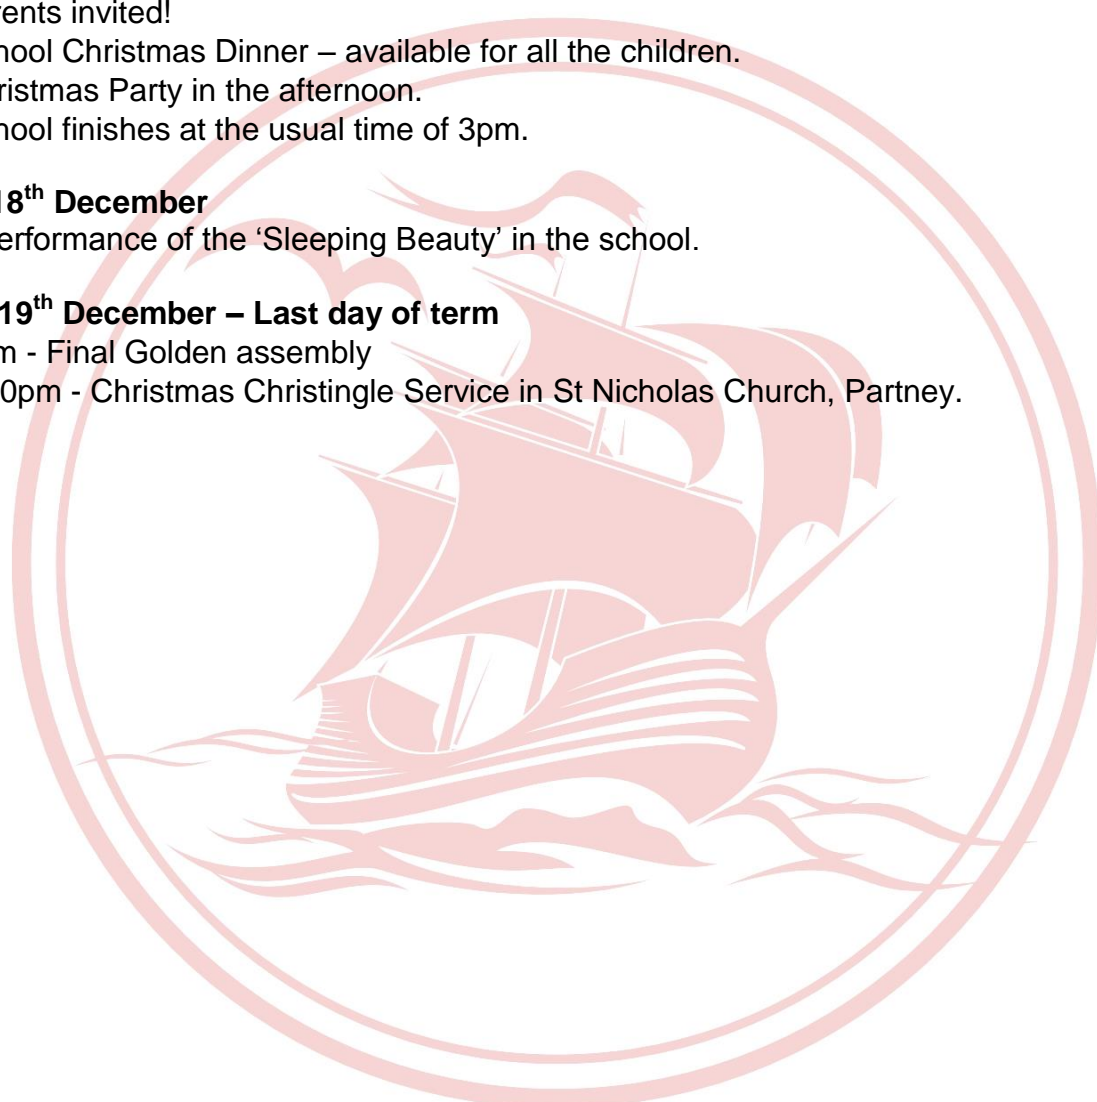 rents invited!
hool Christmas Dinner – available for all the children.
ristmas Party in the afternoon.
hool finishes at the usual time of 3pm.
18th December
erformance of the ‘Sleeping Beauty’ in the school.
19th December – Last day of term
m - Final Golden assembly
0pm - Christmas Christingle Service in St Nicholas Church, Partney.